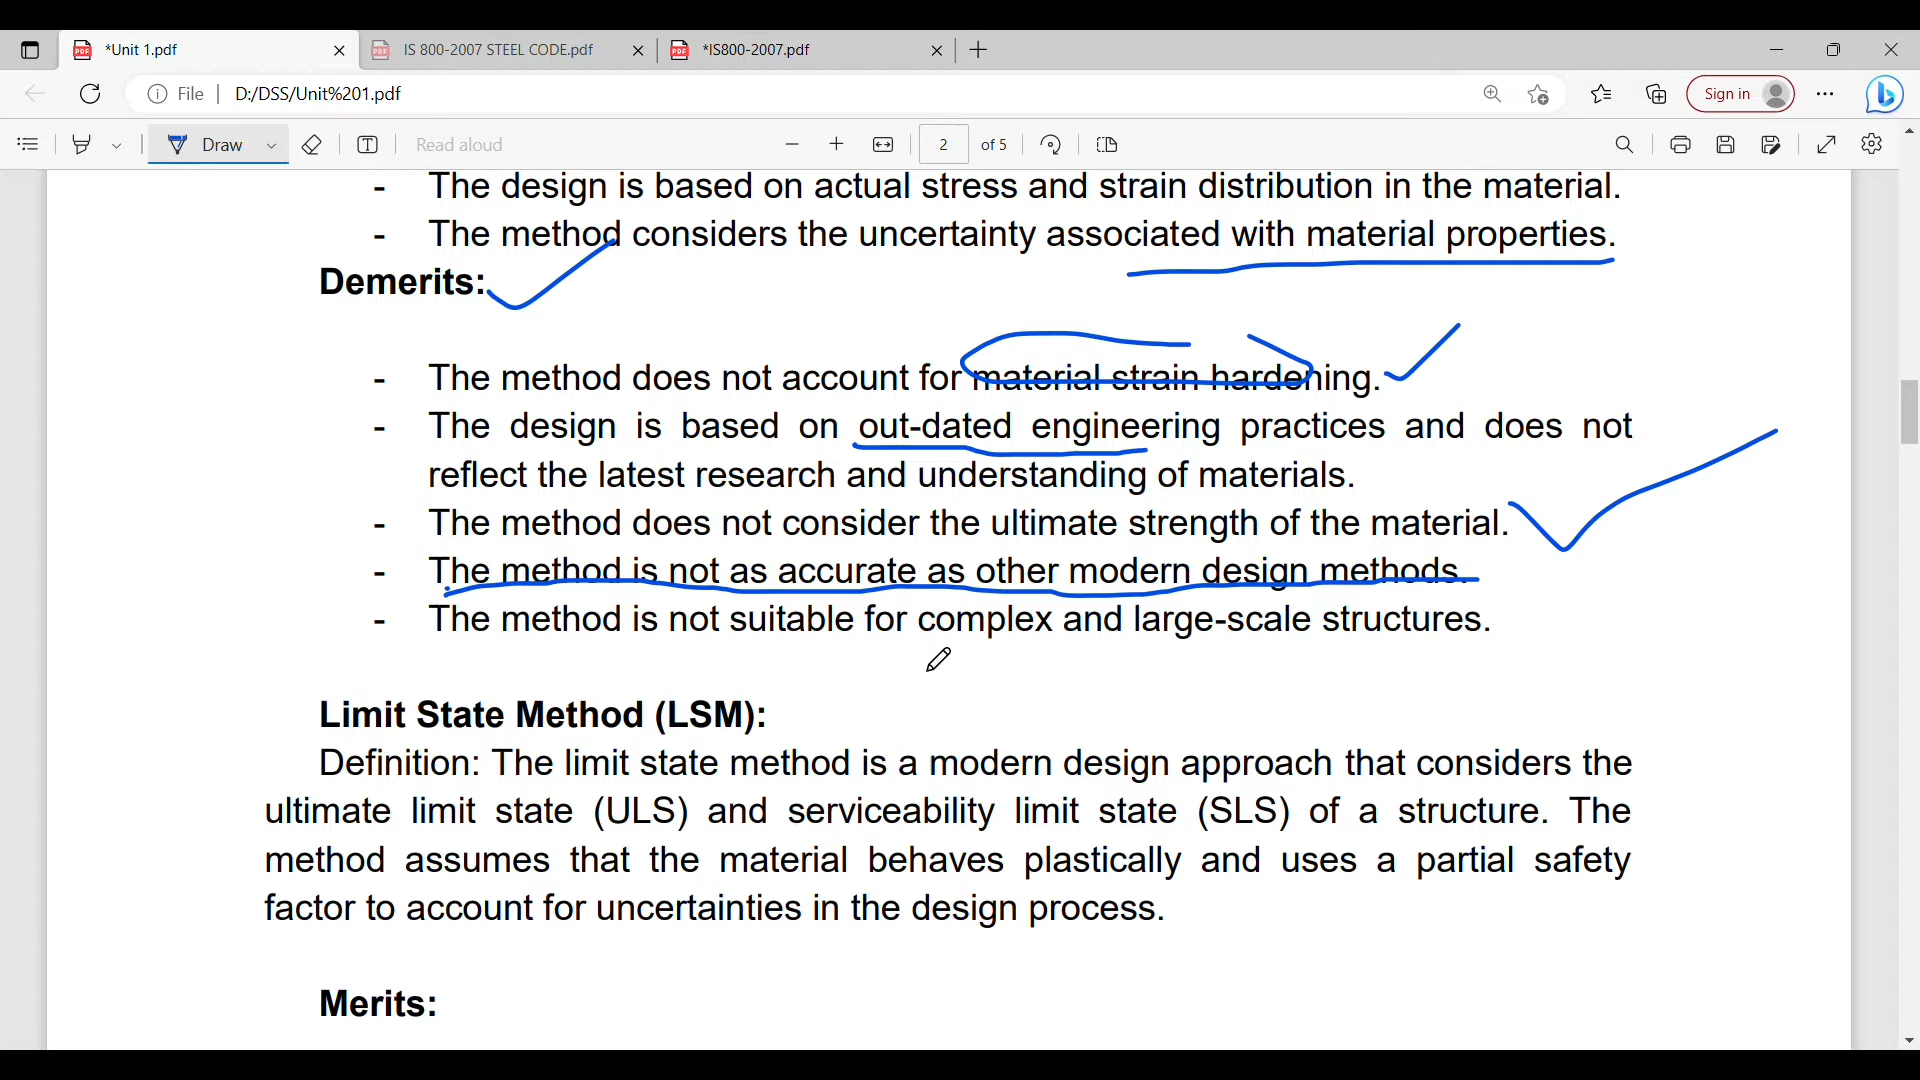 *Unit 1.pdf
IS 800-2007 STEEL CODE.pdf
*IS800-2007.pdf
File
D:/DSS/Unit%201.pdf
Sign in
Draw
Read aloud
2 of 5
- The design is based on actual stress and strain distribution in the material.
- The method considers the uncertainty associated with material properties.
Demerits:
- The method does not account for material strain hardening.
- The design is based on out-dated engineering practices and does not
reflect the latest research and understanding of materials.
- The method does not consider the ultimate strength of the material.
- The method is not as accurate as other modern design methods.
- The method is not suitable for complex and large-scale structures.
Limit State Method (LSM):
Definition: The limit state method is a modern design approach that considers the
ultimate limit state (ULS) and serviceability limit state (SLS) of a structure. The
method assumes that the material behaves plastically and uses a partial safety
factor to account for uncertainties in the design process.
Merits: